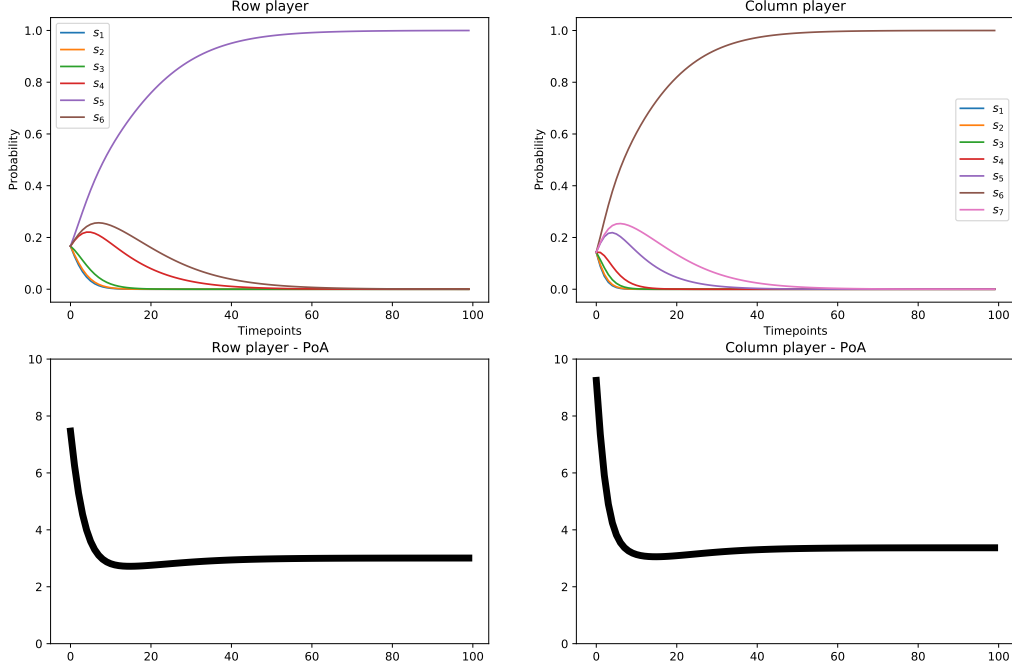 Row player
1.0
0.8
0.6
0.4
0.2
0.0
Probability
s1
s2
s3
s4
s5
s6
0
20
40
60
80
100
Timepoints
Column player
1.0
0.8
0.6
0.4
0.2
0.0
Probability
s1
s2
s3
s4
s5
s6
s7
0
20
40
60
80
100
Timepoints
Row player - PoA
10
8
6
4
2
0
0
20
40
60
80
100
Column player - PoA
10
8
6
4
2
0
0
20
40
60
80
100